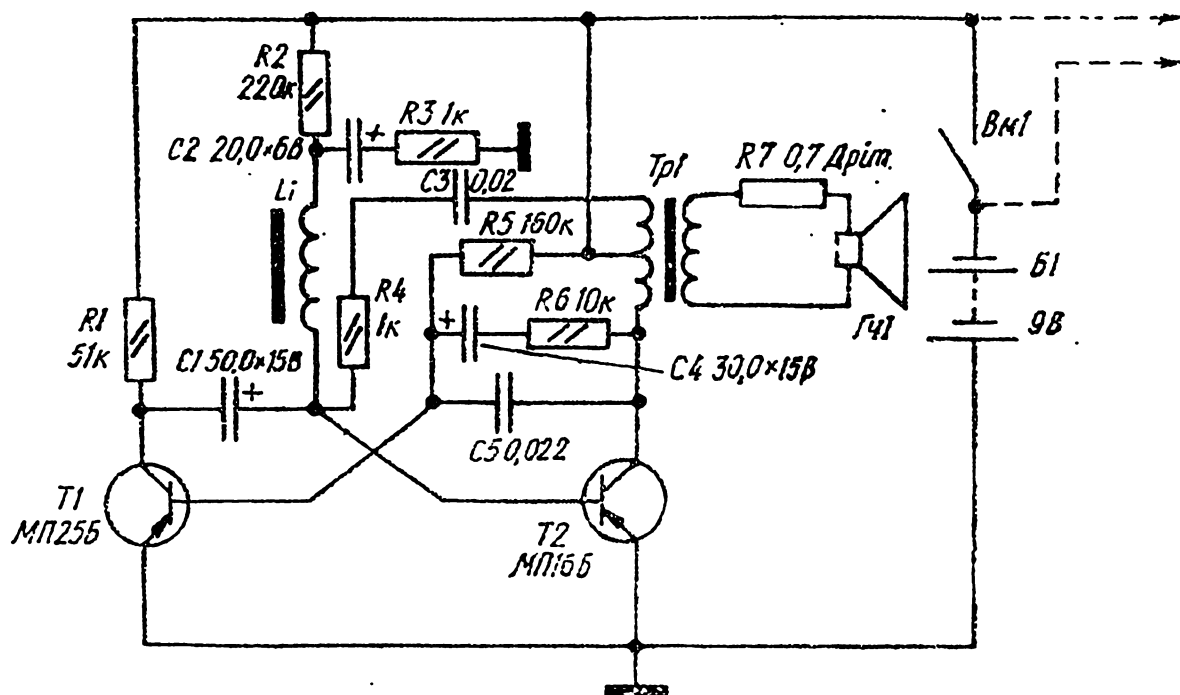 R2
220к
R3 1к
C2 20,0×6В
C3 0,02
Li
Tp1
R7 0,7 Дріт.
Вм1
R5 160к
R4
1к
R6 10к
R1
51к
C1 50,0×15в
C4 30,0×15в
Гч1
Б1
9В
C5 0,022
T1
МП25Б
T2
МП16Б